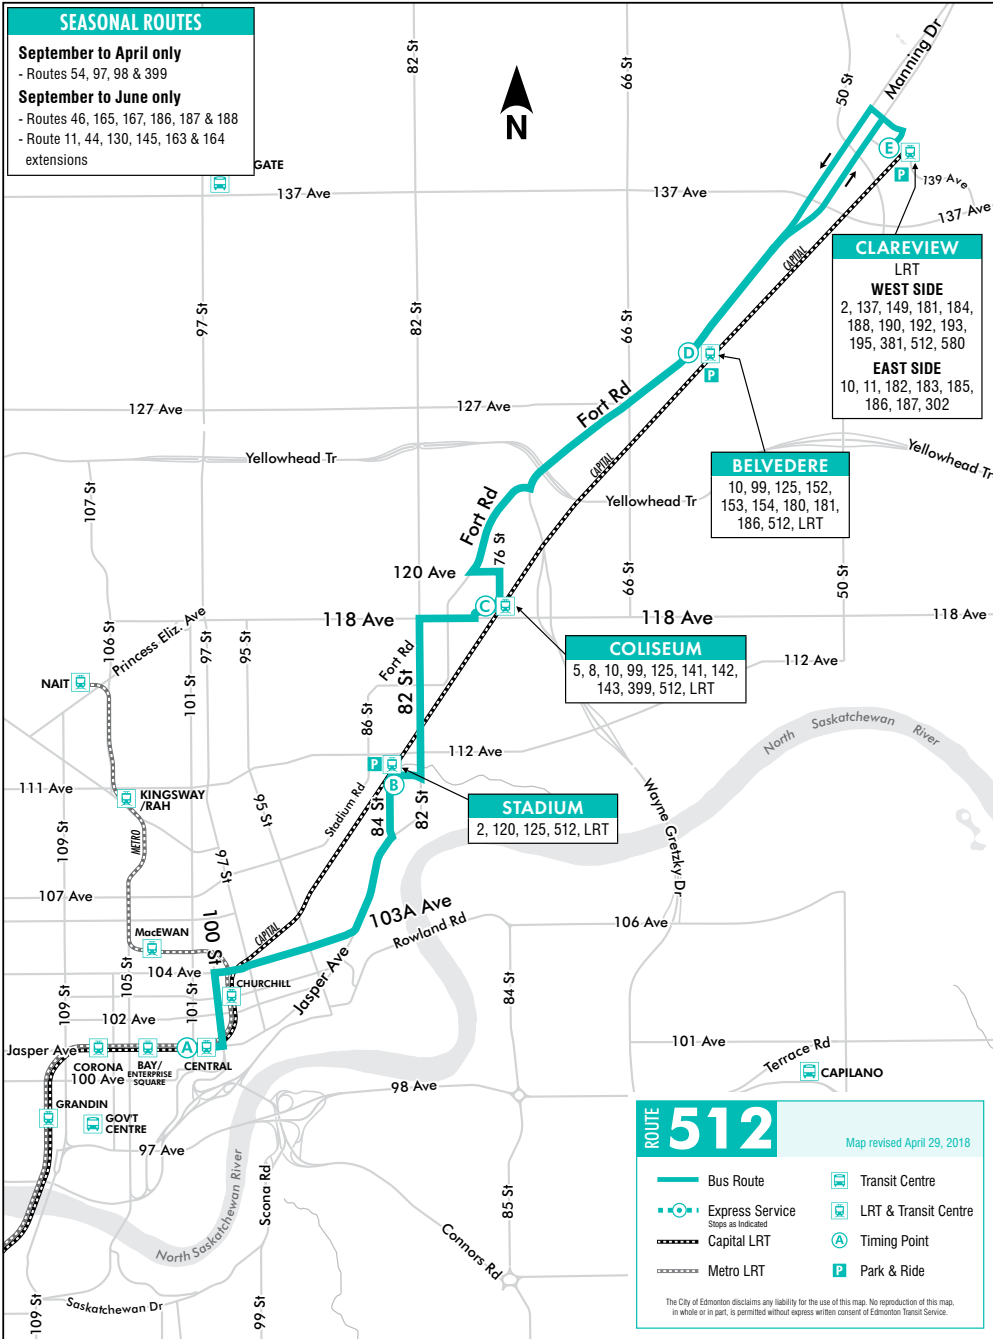 SEASONAL ROUTES
September to April only
- Routes 54, 97, 98 & 399
September to June only
- Routes 46, 165, 167, 186, 187 & 188
- Route 11, 44, 130, 145, 163 & 164
extensions
GATE
82 St
66 St
50 St
Manning Dr
N
E
P
139 Ave
137 Ave
137 Ave
137 Ave
CAPITAL
CLAREVIEW
LRT
WEST SIDE
2, 137, 149, 181, 184,
188, 190, 192, 193,
195, 381, 512, 580
EAST SIDE
10, 11, 182, 183, 185,
186, 187, 302
97 St
82 St
66 St
D
P
127 Ave
127 Ave
Fort Rd
Yellowhead Tr
CAPITAL
Yellowhead Tr
BELVEDERE
10, 99, 125, 152,
153, 154, 180, 181,
186, 512, LRT
107 St
Fort Rd
Yellowhead Tr
76 St
120 Ave
66 St
50 St
C
118 Ave
118 Ave
118 Ave
106 St
Princess Eliz. Ave
97 St
95 St
Fort Rd
COLISEUM
5, 8, 10, 99, 125, 141, 142,
143, 399, 512, LRT
112 Ave
NAIT
101 St
82 St
86 St
North Saskatchewan River
112 Ave
P
B
111 Ave
KINGSWAY
/RAH
95 St
Stadium Rd
84 St
82 St
STADIUM
2, 120, 125, 512, LRT
Wayne Gretzky Dr
METRO
109 St
97 St
107 Ave
103A Ave
100 St
CAPITAL
Rowland Rd
106 Ave
MacEWAN
104 Ave
105 St
CHURCHILL
Jasper Ave
84 St
109 St
101 St
102 Ave
Jasper Ave
A
CORONA
BAY/
ENTERPRISE
SQUARE
CENTRAL
100 Ave
101 Ave
Terrace Rd
CAPILANO
98 Ave
GRANDIN
GOV'T
CENTRE
97 Ave
North Saskatchewan River
Scona Rd
85 St
Connors Rd
Saskatchewan Dr
109 St
99 St
ROUTE
512
Map revised April 29, 2018
Bus Route
Transit Centre
Express Service
Stops as Indicated
LRT & Transit Centre
Capital LRT
A
Timing Point
Metro LRT
P
Park & Ride
The City of Edmonton disclaims any liability for the use of this map. No reproduction of this map,
in whole or in part, is permitted without express written consent of Edmonton Transit Service.